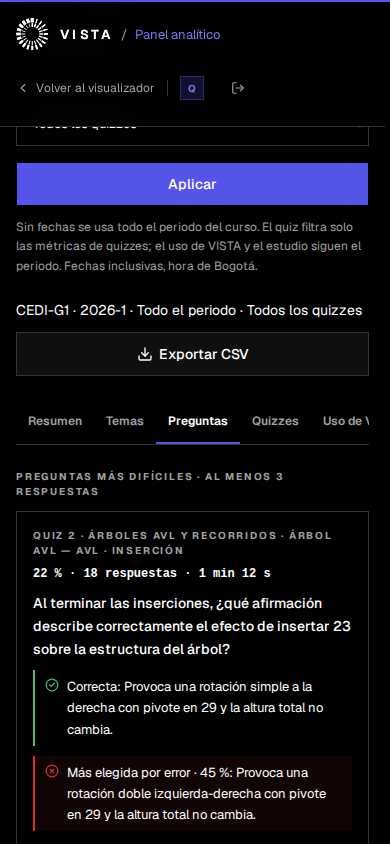 VISTA / Panel analítico
Volver al visualizador
Q
Todos los quizzes
Aplicar
Sin fechas se usa todo el periodo del curso. El quiz filtra solo
las métricas de quizzes; el uso de VISTA y el estudio siguen el
periodo. Fechas inclusivas, hora de Bogotá.
CEDI-G1 · 2026-1 · Todo el periodo · Todos los quizzes
Exportar CSV
Resumen Temas Preguntas Quizzes Uso de V
PREGUNTAS MÁS DIFÍCILES · AL MENOS 3
RESPUESTAS
QUIZ 2 · ÁRBOLES AVL Y RECORRIDOS · ÁRBOL
AVL — AVL · INSERCIÓN
22 % · 18 respuestas · 1 min 12 s
Al terminar las inserciones, ¿qué afirmación
describe correctamente el efecto de insertar 23
sobre la estructura del árbol?
Correcta: Provoca una rotación simple a la
derecha con pivote en 29 y la altura total no
cambia.
Más elegida por error · 45 %: Provoca una
rotación doble izquierda-derecha con pivote
en 29 y la altura total no cambia.